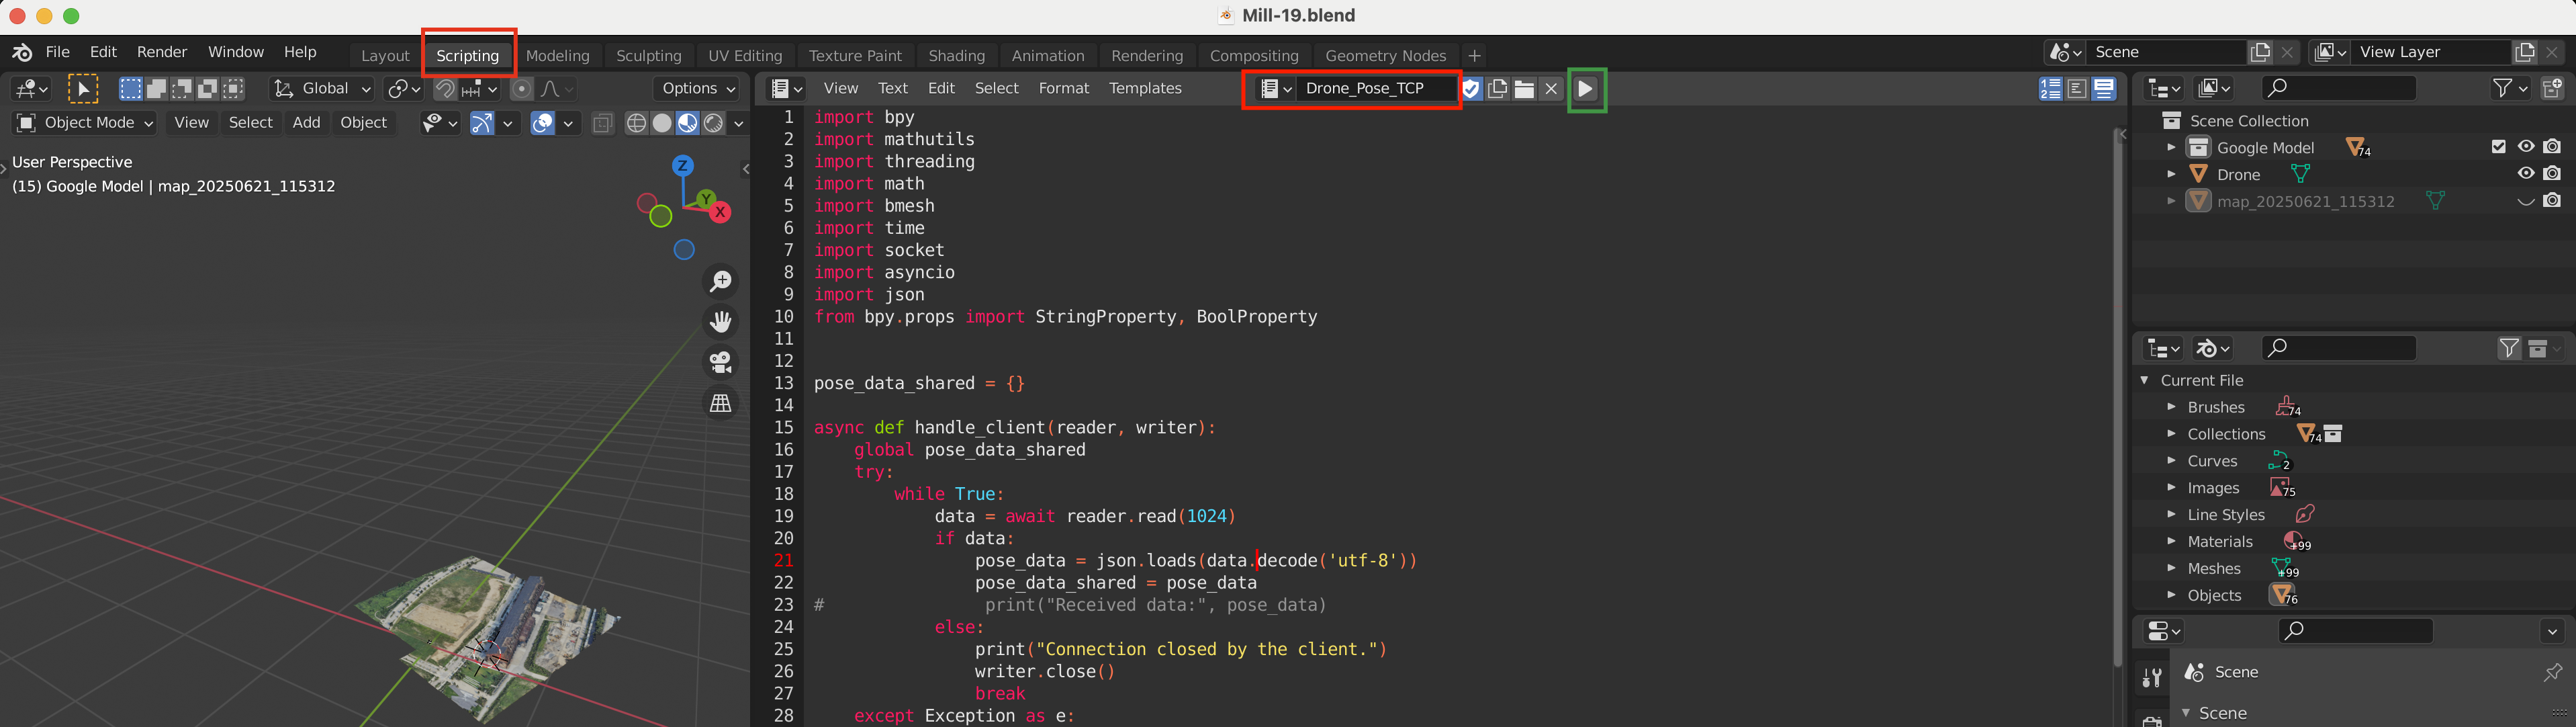 Mill-19.blend
File Edit Render Window Help Layout Scripting Modeling Sculpting UV Editing Texture Paint Shading Animation Rendering Compositing Geometry Nodes + Scene View Layer
Global Options
View Text Edit Select Format Templates Drone_Pose_TCP
Object Mode View Select Add Object
User Perspective
(15) Google Model | map_20250621_115312
Z
Y
X
1 import bpy
2 import mathutils
3 import threading
4 import math
5 import bmesh
6 import time
7 import socket
8 import asyncio
9 import json
10 from bpy.props import StringProperty, BoolProperty
11
12
13 pose_data_shared = {}
14
15 async def handle_client(reader, writer):
16     global pose_data_shared
17     try:
18         while True:
19             data = await reader.read(1024)
20             if data:
21                 pose_data = json.loads(data.decode('utf-8'))
22                 pose_data_shared = pose_data
23 #                print("Received data:", pose_data)
24             else:
25                 print("Connection closed by the client.")
26                 writer.close()
27                 break
28     except Exception as e:
Scene Collection
Google Model 74
Drone
map_20250621_115312
Current File
Brushes 74
Collections 74
Curves 2
Images 75
Line Styles
Materials +99
Meshes +99
Objects 76
Scene
Scene